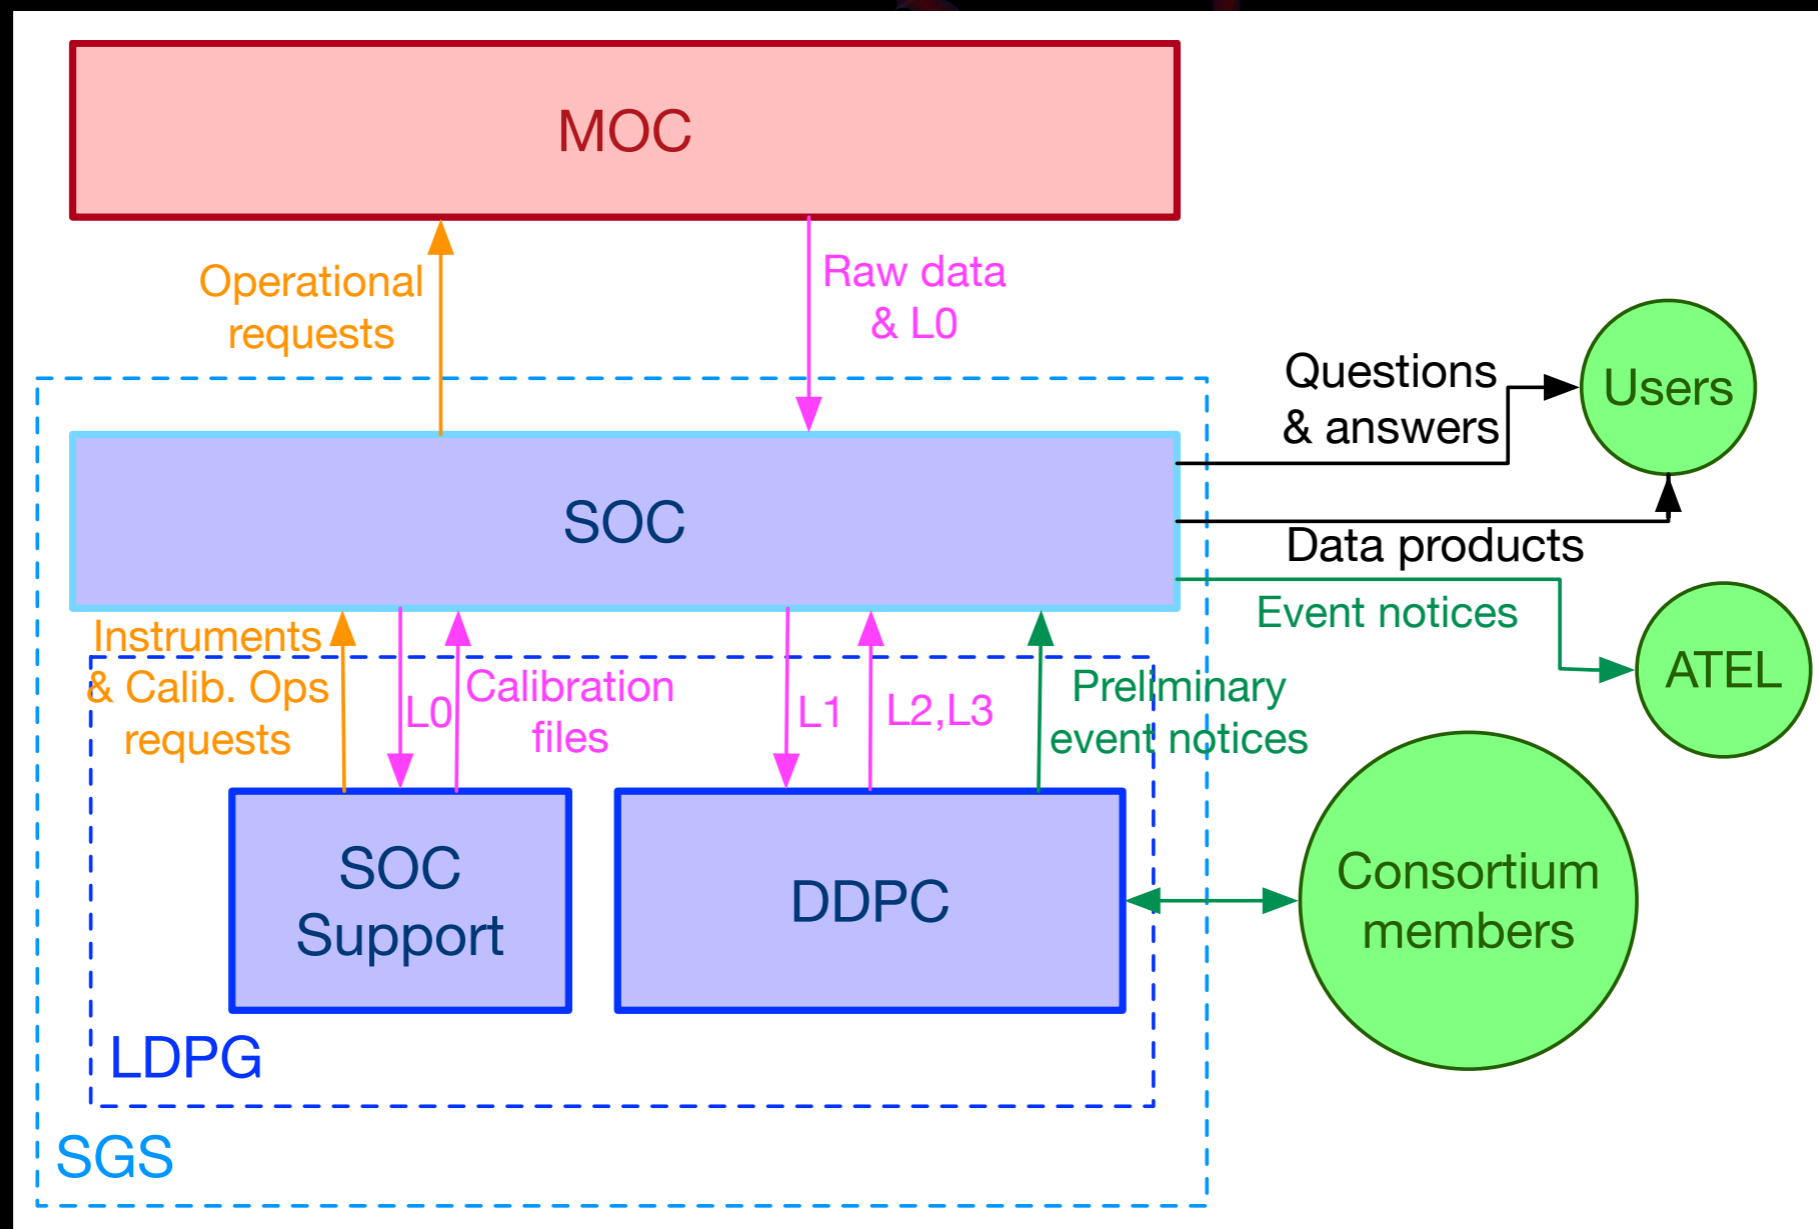 MOC
Operational
requests
Raw data
& L0
Questions
& answers
Users
SOC
Data products
Event notices
ATEL
Instruments
& Calib. Ops
requests
L0
Calibration
files
L1
L2,L3
Preliminary
event notices
SOC
Support
DDPC
Consortium
members
LDPG
SGS